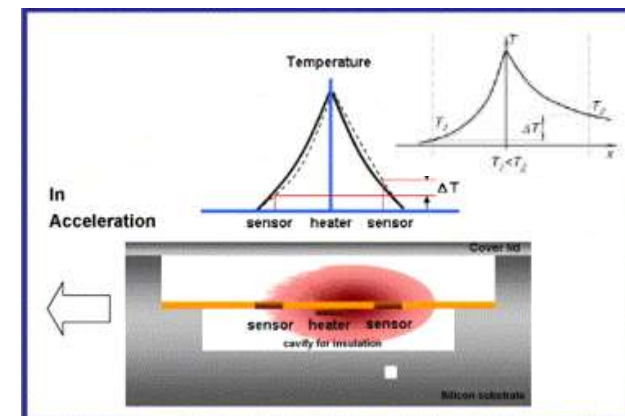 Temperature
T
T₁
T₂
ΔT
x
T₁<T₂
ΔT
In
Acceleration
sensor heater sensor
Cover lid
sensor heater sensor
cavity for insulation
Silicon substrate